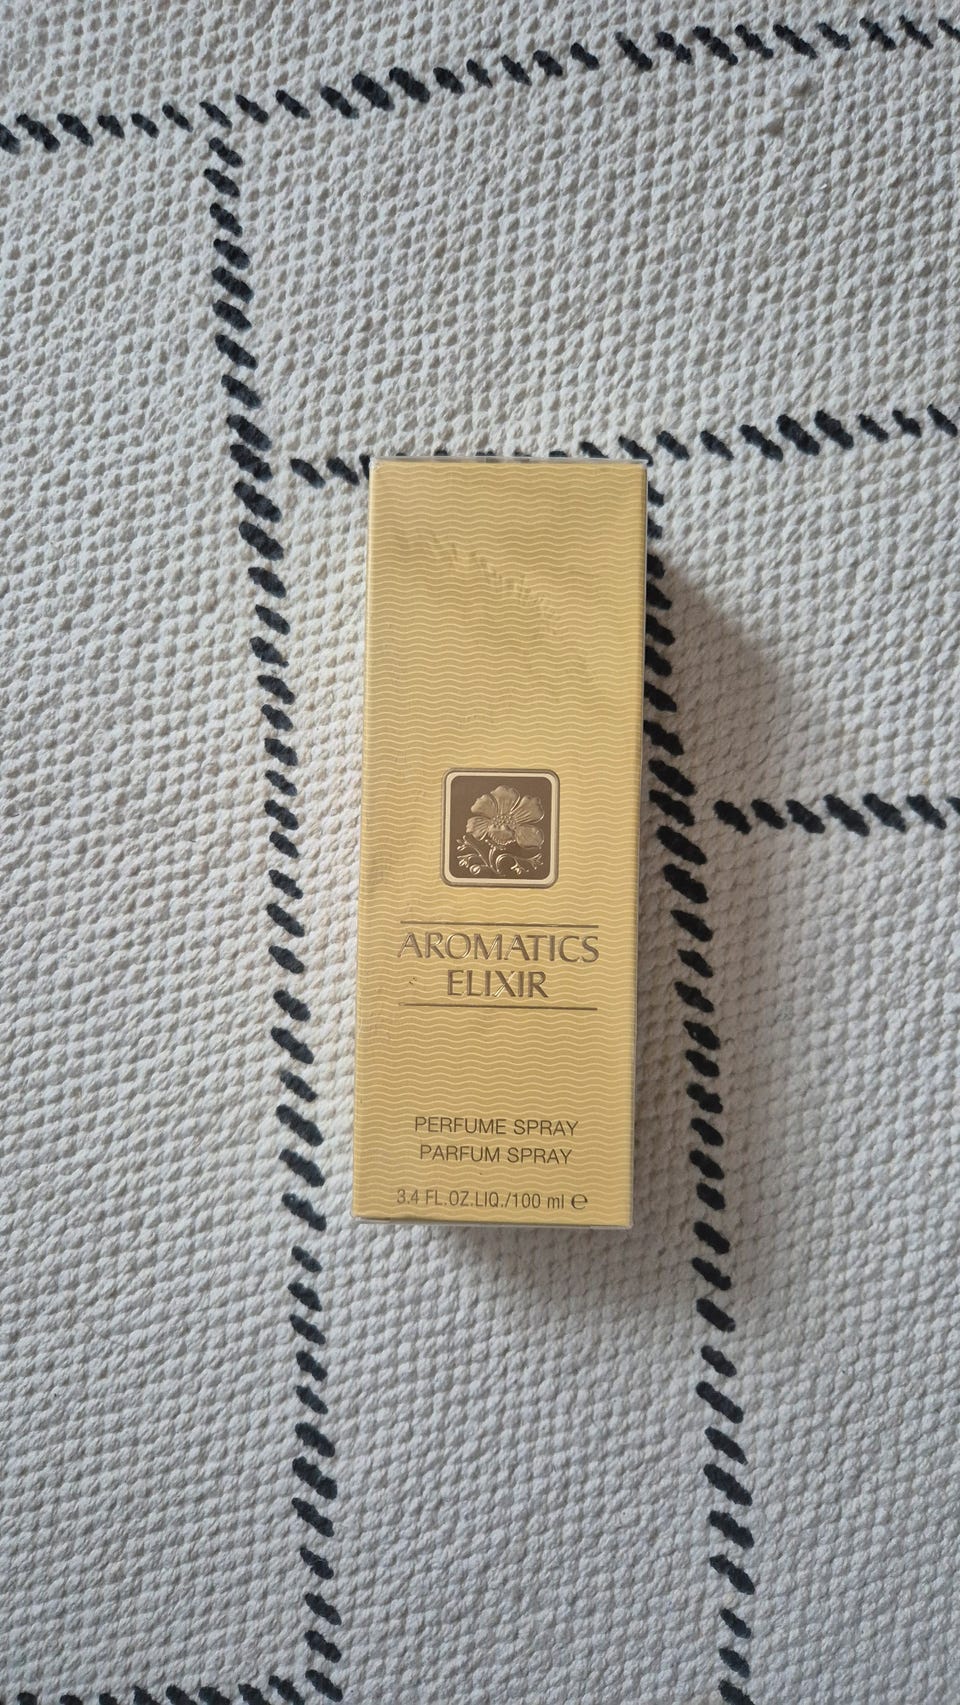 AROMATICS
ELIXIR
PERFUME SPRAY
PARFUM SPRAY
3.4 FL.OZ.LIQ./100 ml ℮